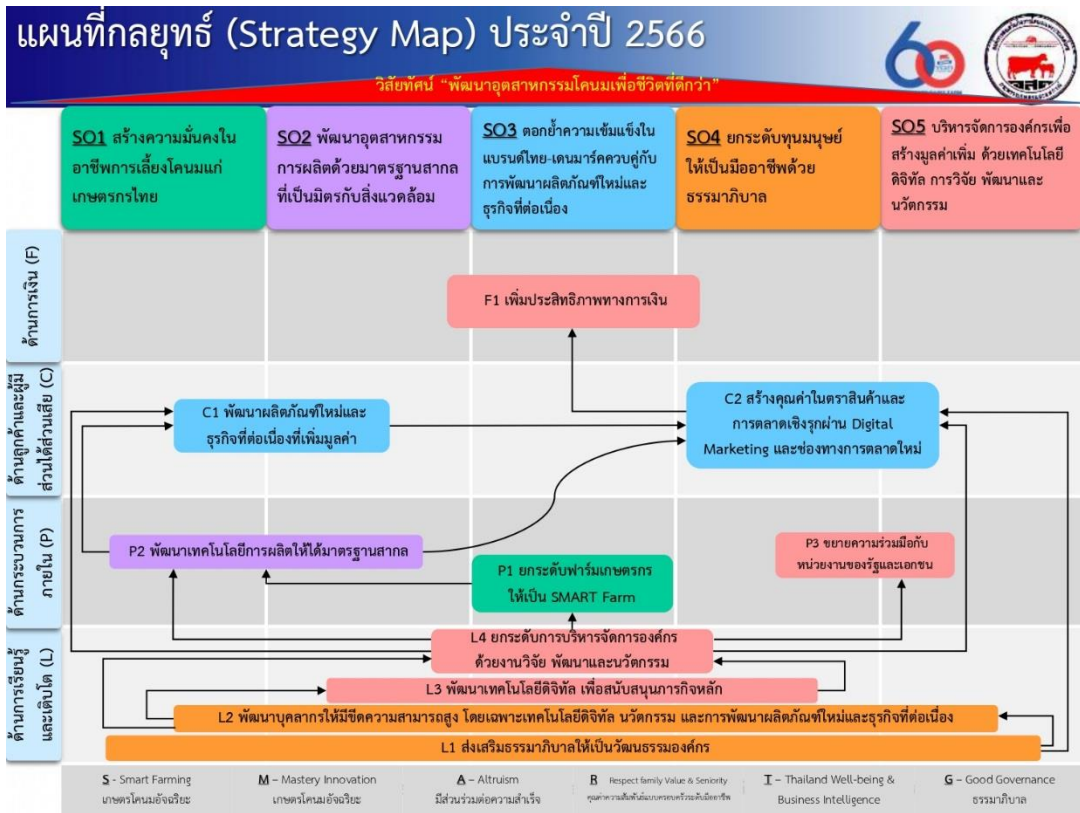 แผนที่กลยุทธ์ (Strategy Map) ประจำปี 2566
60
อสค
วิสัยทัศน์ "พัฒนาอุตสาหกรรมโคนมเพื่อชีวิตที่ดีกว่า"
SO1 สร้างความมั่นคงใน
อาชีพการเลี้ยงโคนมแก่
เกษตรกรไทย
SO2 พัฒนาอุตสาหกรรม
การผลิตด้วยมาตรฐานสากล
ที่เป็นมิตรกับสิ่งแวดล้อม
SO3 ตอกย้ำความเข้มแข็งใน
แบรนด์ไทย-เดนมาร์คควบคู่กับ
การพัฒนาผลิตภัณฑ์ใหม่และ
ธุรกิจที่ต่อเนื่อง
SO4 ยกระดับทุนมนุษย์
ให้เป็นมืออาชีพด้วย
ธรรมาภิบาล
SO5 บริหารจัดการองค์กรเพื่อ
สร้างมูลค่าเพิ่ม ด้วยเทคโนโลยี
ดิจิทัล การวิจัย พัฒนาและ
นวัตกรรม
ด้านการเงิน (F)
F1 เพิ่มประสิทธิภาพทางการเงิน
ด้านลูกค้าและผู้มี
ส่วนได้ส่วนเสีย (C)
C1 พัฒนาผลิตภัณฑ์ใหม่และ
ธุรกิจที่ต่อเนื่องที่เพิ่มมูลค่า
C2 สร้างคุณค่าในตราสินค้าและ
การตลาดเชิงรุกผ่าน Digital
Marketing และช่องทางการตลาดใหม่
ด้านกระบวนการ
ภายใน (P)
P2 พัฒนาเทคโนโลยีการผลิตให้ได้มาตรฐานสากล
P1 ยกระดับฟาร์มเกษตรกร
ให้เป็น SMART Farm
P3 ขยายความร่วมมือกับ
หน่วยงานของรัฐและเอกชน
ด้านการเรียนรู้
และเติบโต (L)
L4 ยกระดับการบริหารจัดการองค์กร
ด้วยงานวิจัย พัฒนาและนวัตกรรม
L3 พัฒนาเทคโนโลยีดิจิทัล เพื่อสนับสนุนภารกิจหลัก
L2 พัฒนาบุคลากรให้มีขีดความสามารถสูง โดยเฉพาะเทคโนโลยีดิจิทัล นวัตกรรม และการพัฒนาผลิตภัณฑ์ใหม่และธุรกิจที่ต่อเนื่อง
L1 ส่งเสริมธรรมาภิบาลให้เป็นวัฒนธรรมองค์กร
S - Smart Farming
เกษตรโคนมอัจฉริยะ
M – Mastery Innovation
เกษตรโคนมอัจฉริยะ
A – Altruism
มีส่วนร่วมต่อความสำเร็จ
R Respect family Value & Seniority
คุณค่าความสัมพันธ์แบบครอบครัวระดับมืออาชีพ
T – Thailand Well-being &
Business Intelligence
G – Good Governance
ธรรมาภิบาล